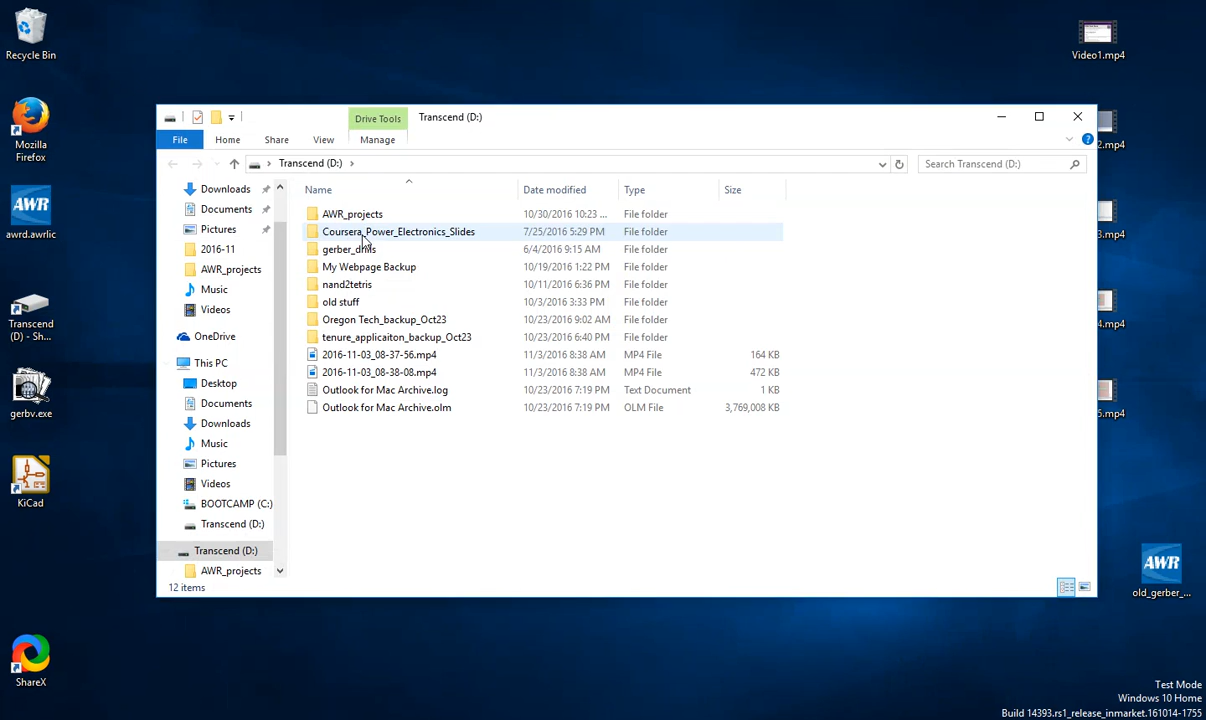 Recycle Bin
Mozilla
Firefox
AWR
awrd.awrlic
Transcend
(D) - Sh...
gerbv.exe
KiCad
ShareX
Video1.mp4
2.mp4
3.mp4
4.mp4
5.mp4
AWR
old_gerber_...
Drive Tools
Transcend (D:)
File
Home
Share
View
Manage
Transcend (D:)
Search Transcend (D:)
Name
Date modified
Type
Size
Downloads
Documents
Pictures
2016-11
AWR_projects
Music
Videos
OneDrive
This PC
Desktop
Documents
Downloads
Music
Pictures
Videos
BOOTCAMP (C:)
Transcend (D:)
Transcend (D:)
AWR_projects
AWR_projects 10/30/2016 10:23 ... File folder
Coursera_Power_Electronics_Slides 7/25/2016 5:29 PM File folder
6/4/2016 9:15 AM File folder
My Webpage Backup 10/19/2016 1:22 PM File folder
nand2tetris 10/11/2016 6:36 PM File folder
old stuff 10/3/2016 3:33 PM File folder
Oregon Tech_backup_Oct23 10/23/2016 9:02 AM File folder
tenure_applicaiton_backup_Oct23 10/23/2016 6:40 PM File folder
2016-11-03_08-37-56.mp4 11/3/2016 8:38 AM MP4 File 164 KB
2016-11-03_08-38-08.mp4 11/3/2016 8:38 AM MP4 File 472 KB
Outlook for Mac Archive.log 10/23/2016 7:19 PM Text Document 1 KB
Outlook for Mac Archive.olm 10/23/2016 7:19 PM OLM File 3,769,008 KB
12 items
Test Mode
Windows 10 Home
Build 14393.rs1_release_inmarket.161014-1755